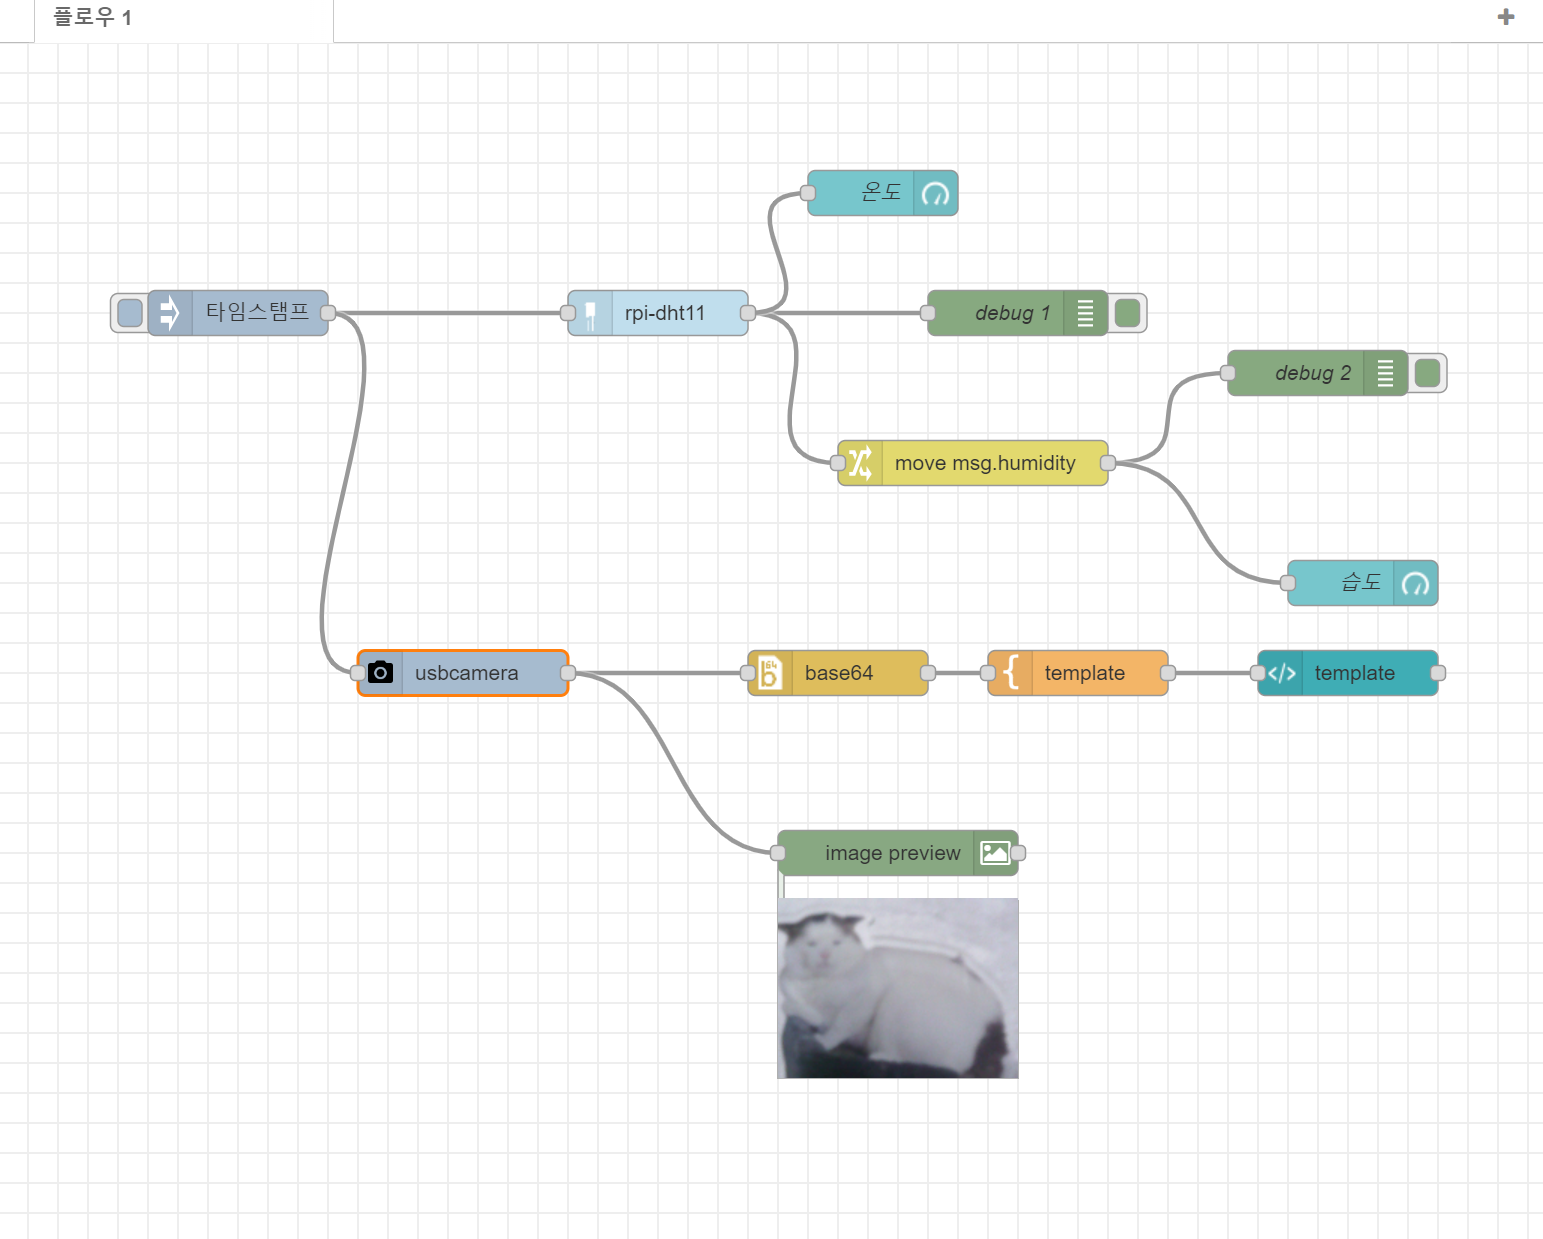 플로우 1
온도
타임스탬프
rpi-dht11
debug 1
debug 2
move msg.humidity
습도
usbcamera
base64
template
template
image preview